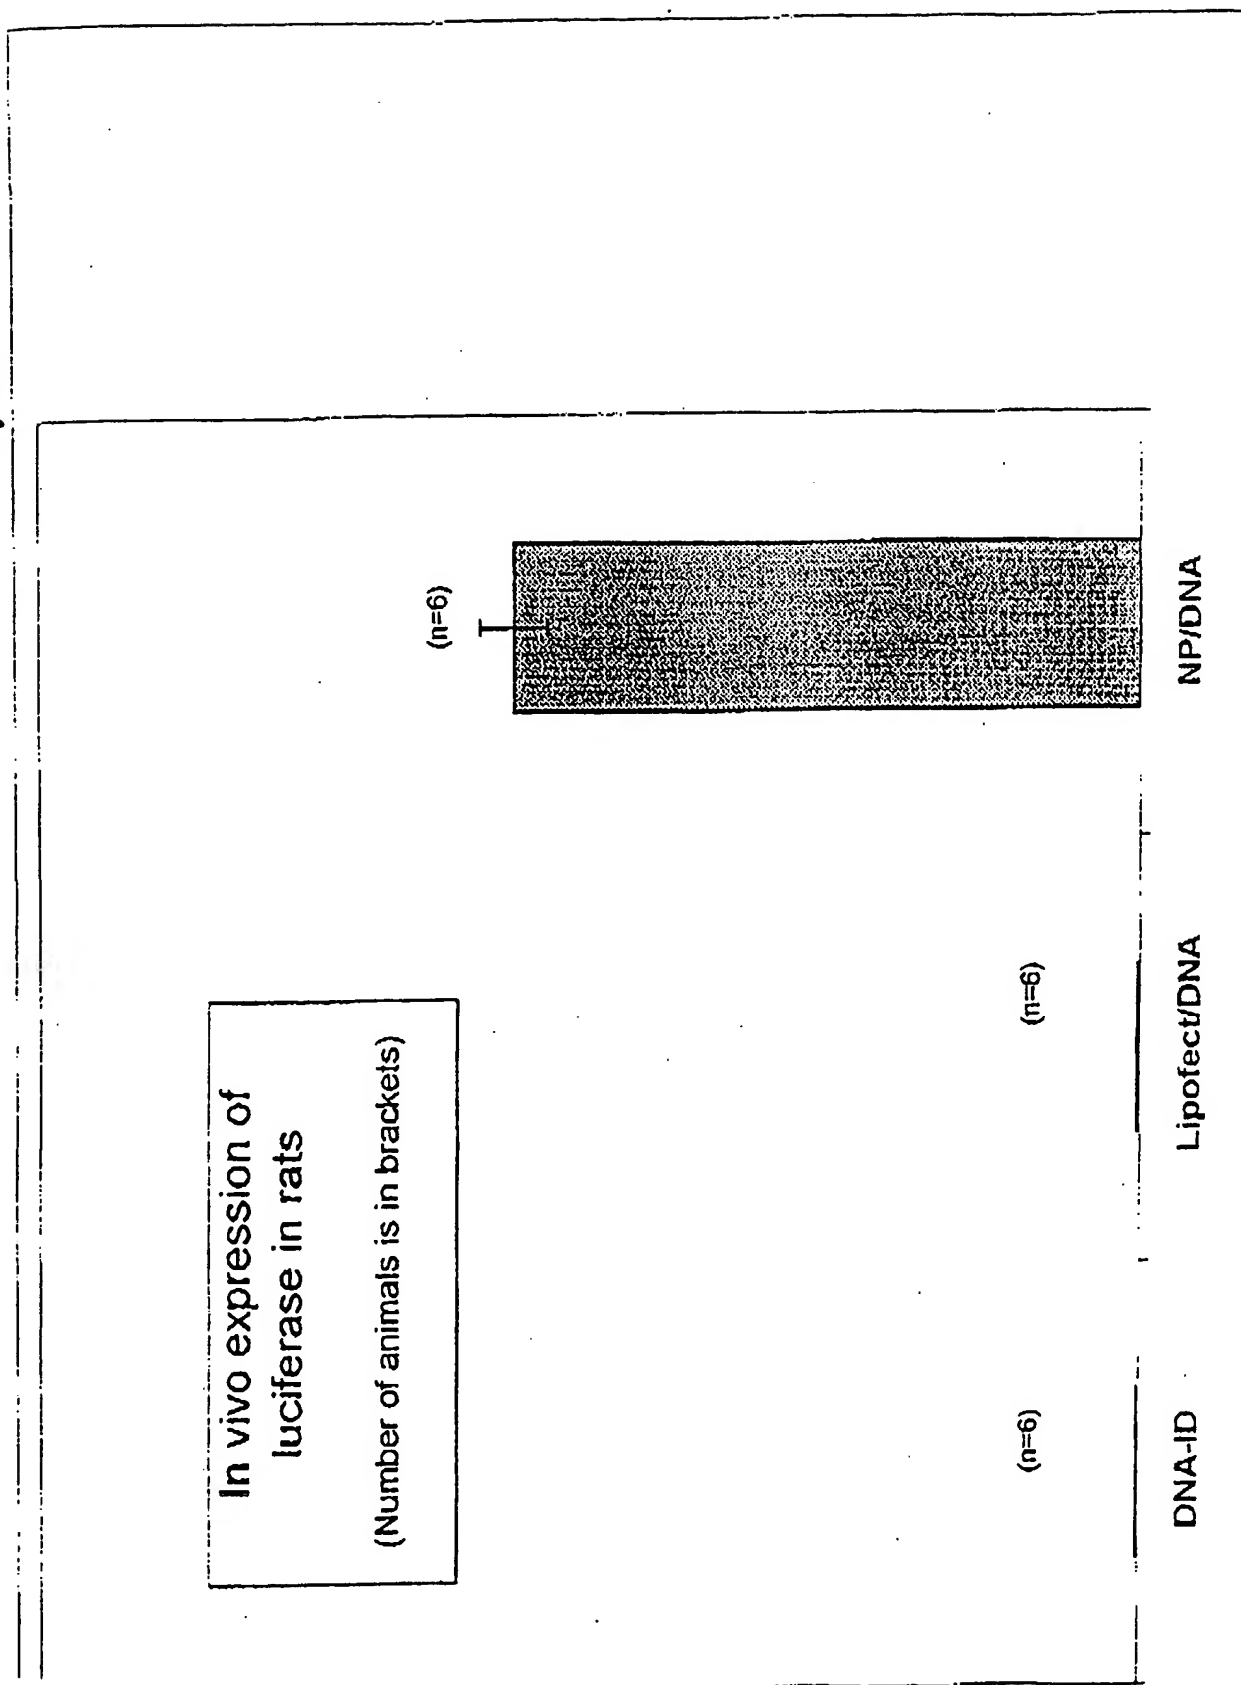 In vivo expression of
luciferase in rats
(Number of animals is in brackets)
(n=6)
(n=6)
(n=6)
DNA-ID
Lipofect/DNA
NP/DNA